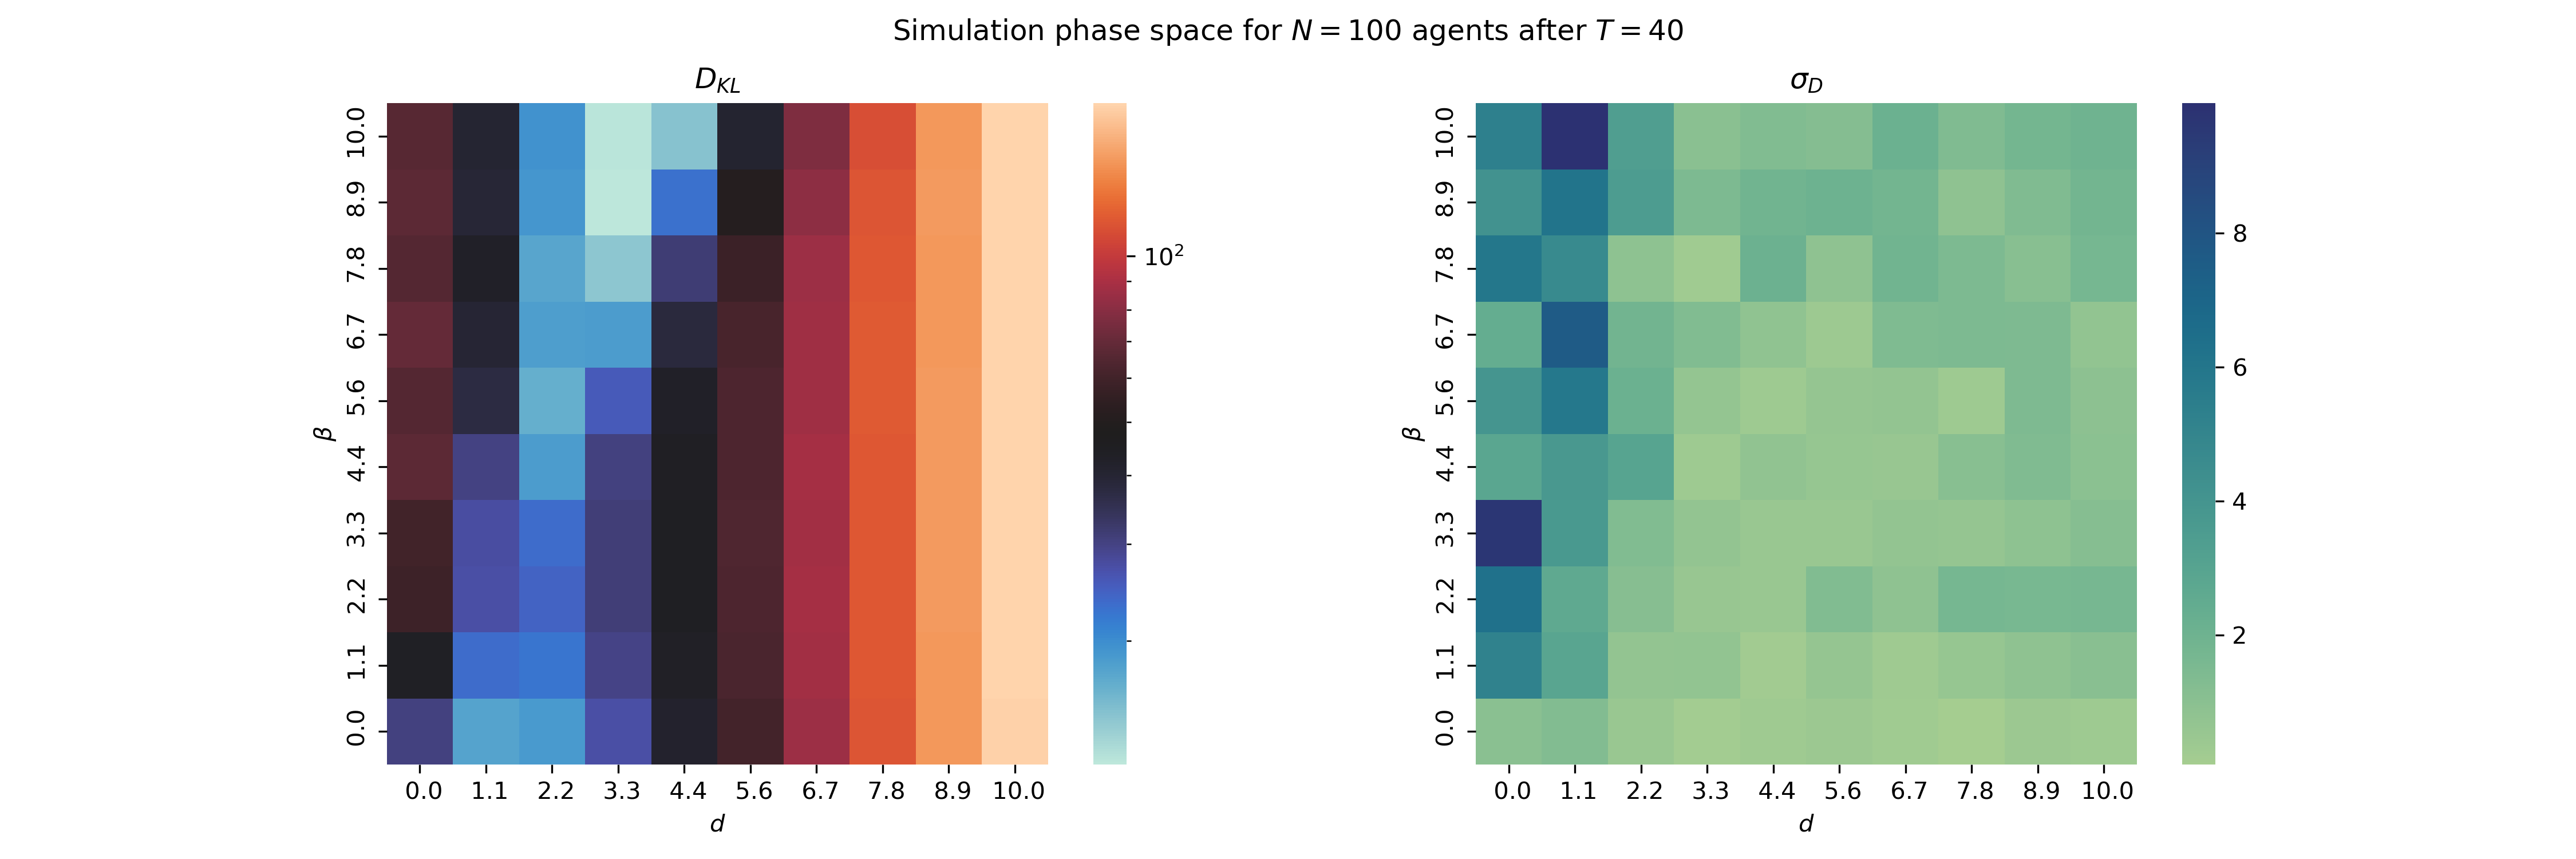 Simulation phase space for N = 100 agents after T = 40
D_{KL}
10.0
8.9
7.8
6.7
5.6
4.4
3.3
2.2
1.1
0.0
β
0.0 1.1 2.2 3.3 4.4 5.6 6.7 7.8 8.9 10.0
d
10²
σ_D
10.0
8.9
7.8
6.7
5.6
4.4
3.3
2.2
1.1
0.0
β
0.0 1.1 2.2 3.3 4.4 5.6 6.7 7.8 8.9 10.0
d
8
6
4
2